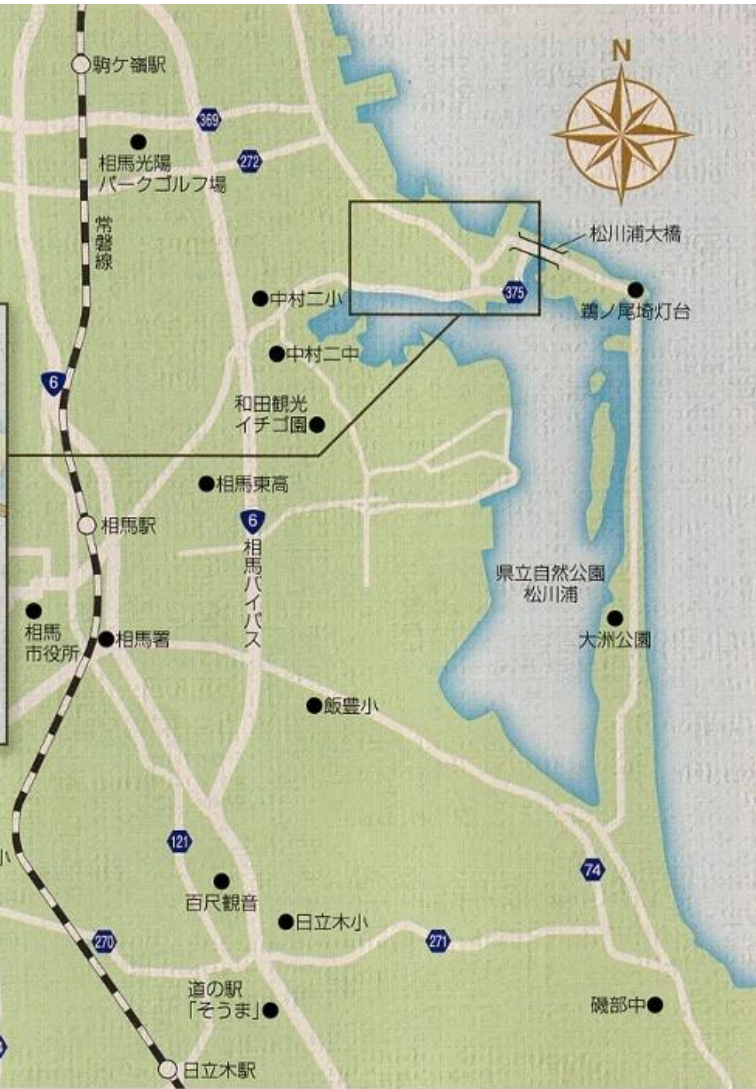 N
駒ケ嶺駅
369
相馬光陽
パークゴルフ場
272
常磐線
松川浦大橋
375
鵜ノ尾埼灯台
中村二小
中村二中
6
和田観光
イチゴ園
相馬東高
6
相馬バイパス
相馬駅
県立自然公園
松川浦
大洲公園
相馬
市役所
相馬署
飯豊小
121
74
小
百尺観音
日立木小
270
271
道の駅
「そうま」
磯部中
日立木駅